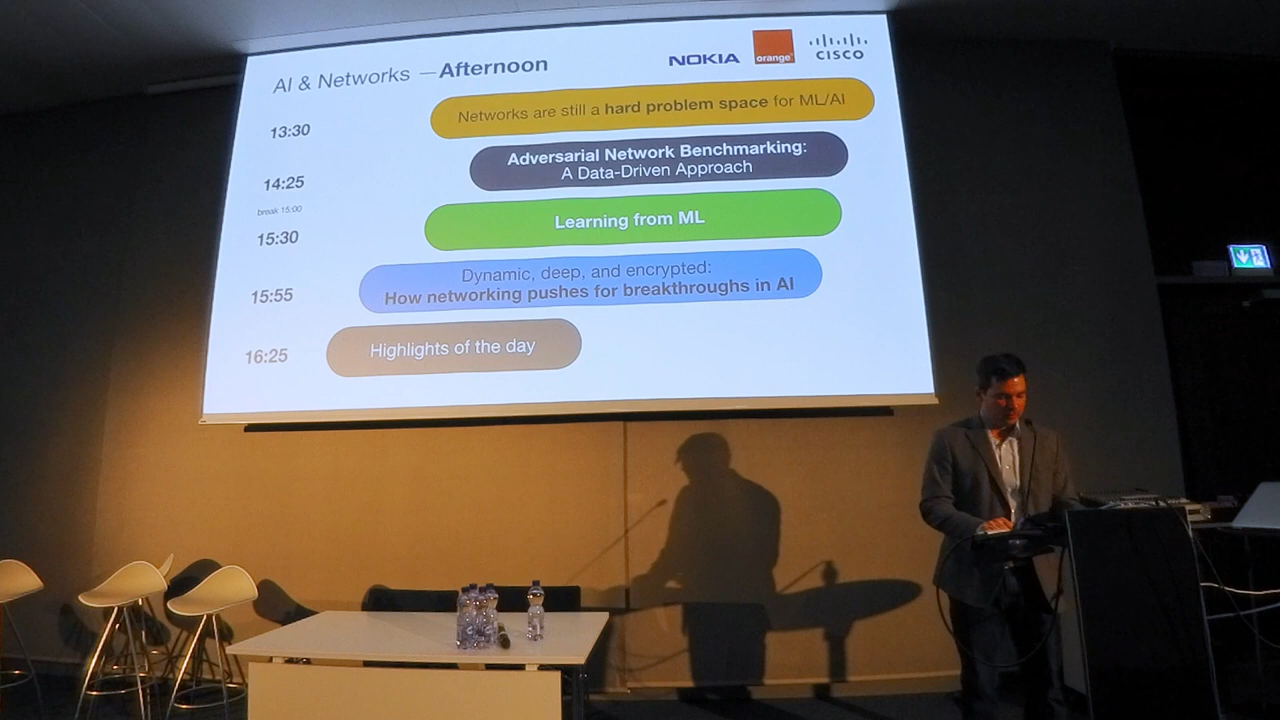 AI & Networks —Afternoon
NOKIA
orange
CISCO
13:30
Networks are still a hard problem space for ML/AI
14:25
Adversarial Network Benchmarking:
A Data-Driven Approach
break 15:00
15:30
Learning from ML
15:55
Dynamic, deep, and encrypted:
How networking pushes for breakthroughs in AI
16:25
Highlights of the day